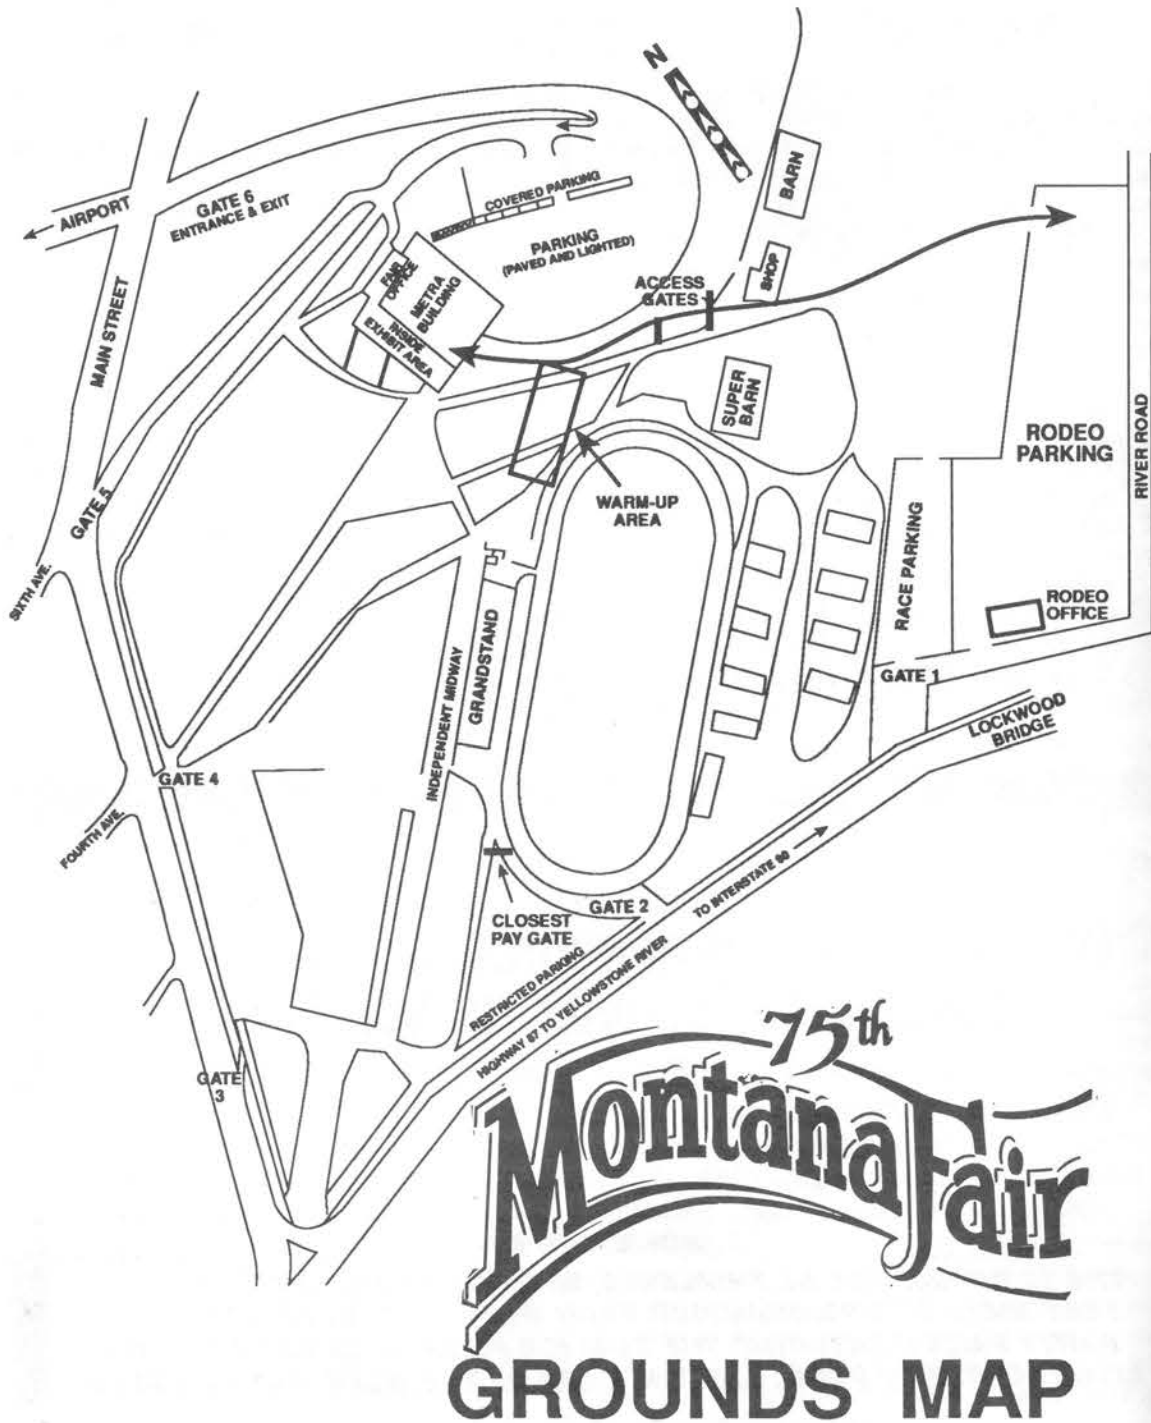 N
BARN
AIRPORT
GATE 6
ENTRANCE & EXIT
COVERED PARKING
PARKING
(PAVED AND LIGHTED)
SHOP
FAIR
OFFICE
METRA
BUILDING
INSIDE
EXHIBIT AREA
ACCESS
GATES
MAIN STREET
SUPER
BARN
RODEO
PARKING
RIVER ROAD
WARM-UP
AREA
GATE 5
SIXTH AVE.
RACE PARKING
RODEO
OFFICE
GRANDSTAND
INDEPENDENT MIDWAY
GATE 1
LOCKWOOD
BRIDGE
GATE 4
FOURTH AVE.
GATE 2
CLOSEST
PAY GATE
RESTRICTED PARKING
HIGHWAY 87 TO YELLOWSTONE RIVER
TO INTERSTATE 90
GATE
3
75th
Montana Fair
GROUNDS MAP